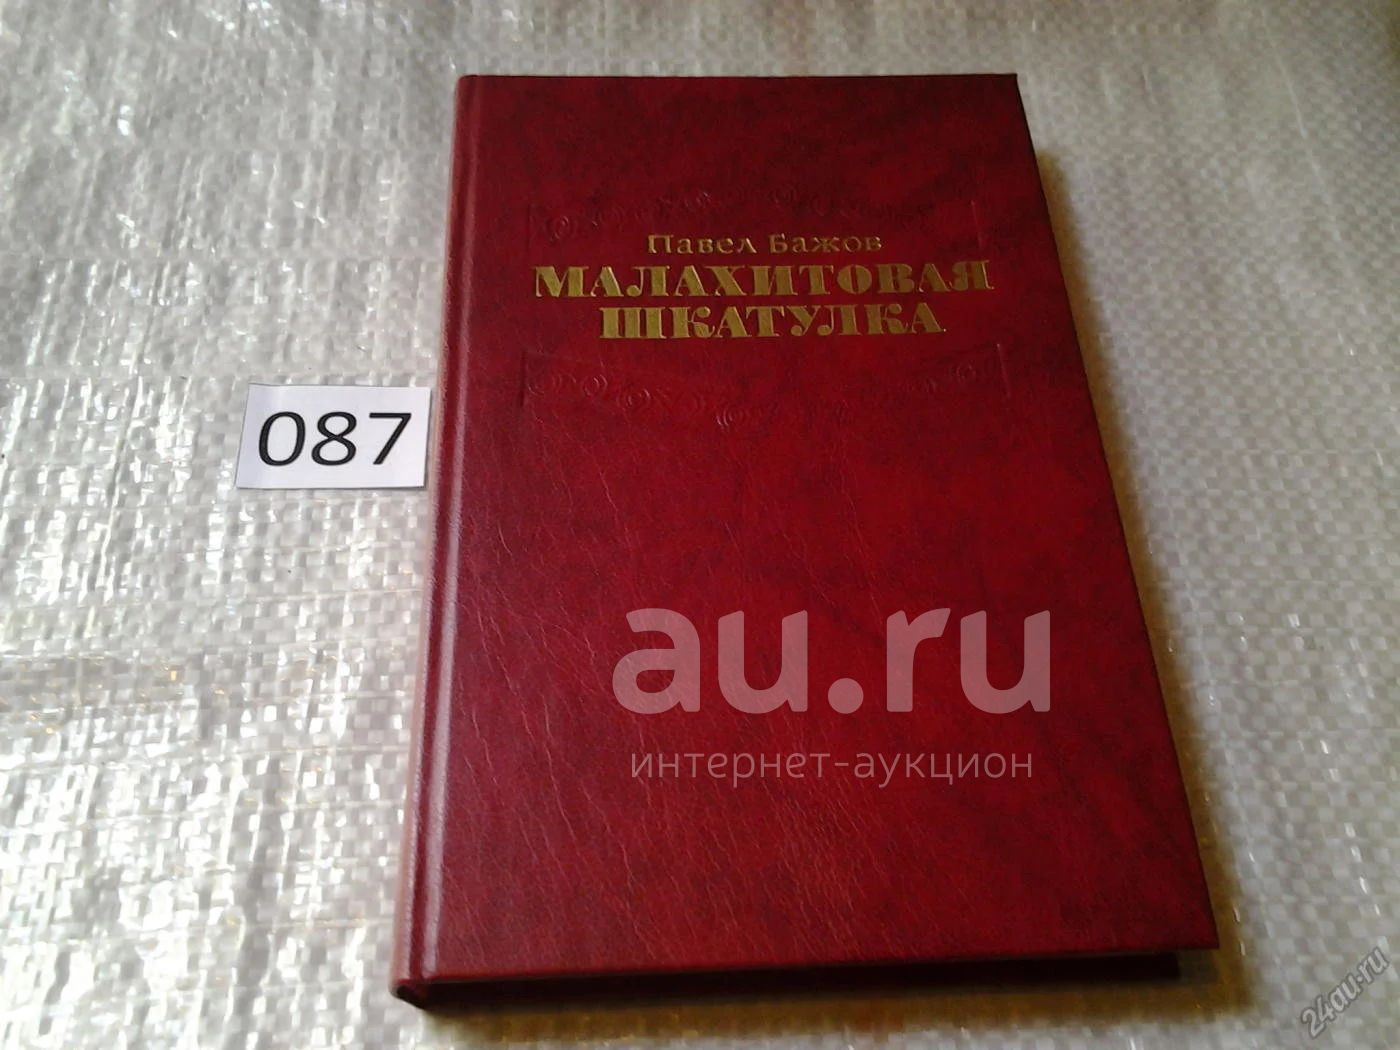 Павел Бажов
МАЛАХИТОВАЯ
ШКАТУЛКА
087
au.ru
интернет-аукцион
24au.ru